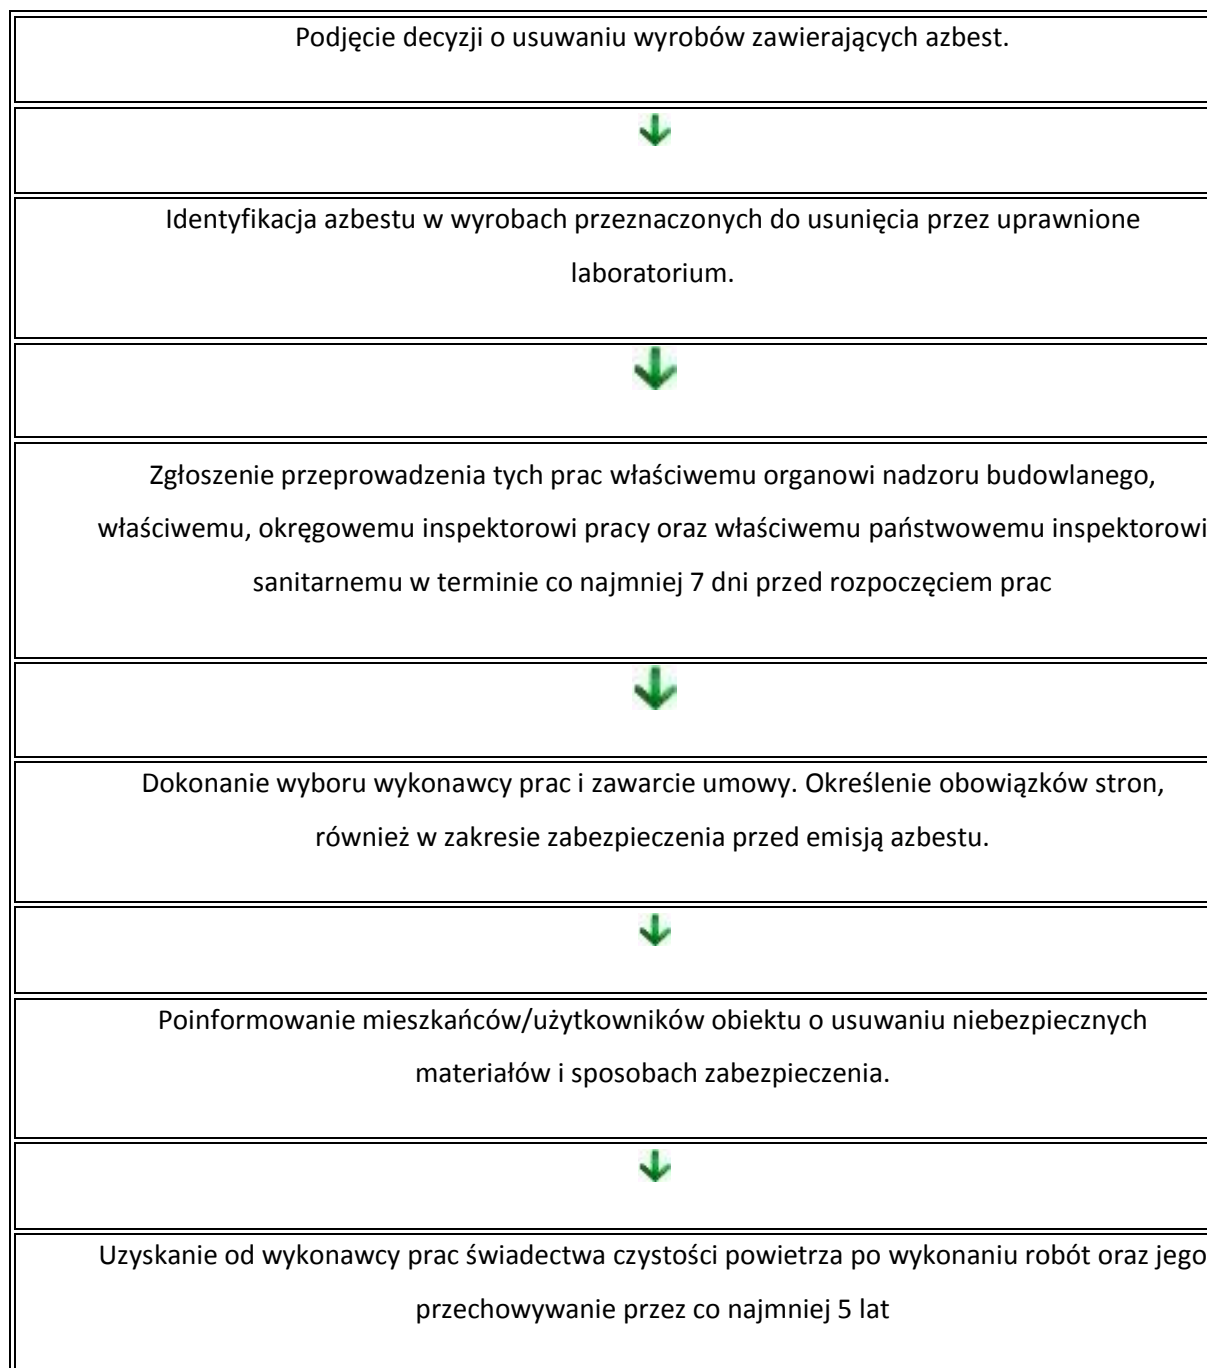 Podjęcie decyzji o usuwaniu wyrobów zawierających azbest.
Identyfikacja azbestu w wyrobach przeznaczonych do usunięcia przez uprawnione
laboratorium.
Zgłoszenie przeprowadzenia tych prac właściwemu organowi nadzoru budowlanego,
właściwemu, okręgowemu inspektorowi pracy oraz właściwemu państwowemu inspektorowi
sanitarnemu w terminie co najmniej 7 dni przed rozpoczęciem prac
Dokonanie wyboru wykonawcy prac i zawarcie umowy. Określenie obowiązków stron,
również w zakresie zabezpieczenia przed emisją azbestu.
Poinformowanie mieszkańców/użytkowników obiektu o usuwaniu niebezpiecznych
materiałów i sposobach zabezpieczenia.
Uzyskanie od wykonawcy prac świadectwa czystości powietrza po wykonaniu robót oraz jego
przechowywanie przez co najmniej 5 lat